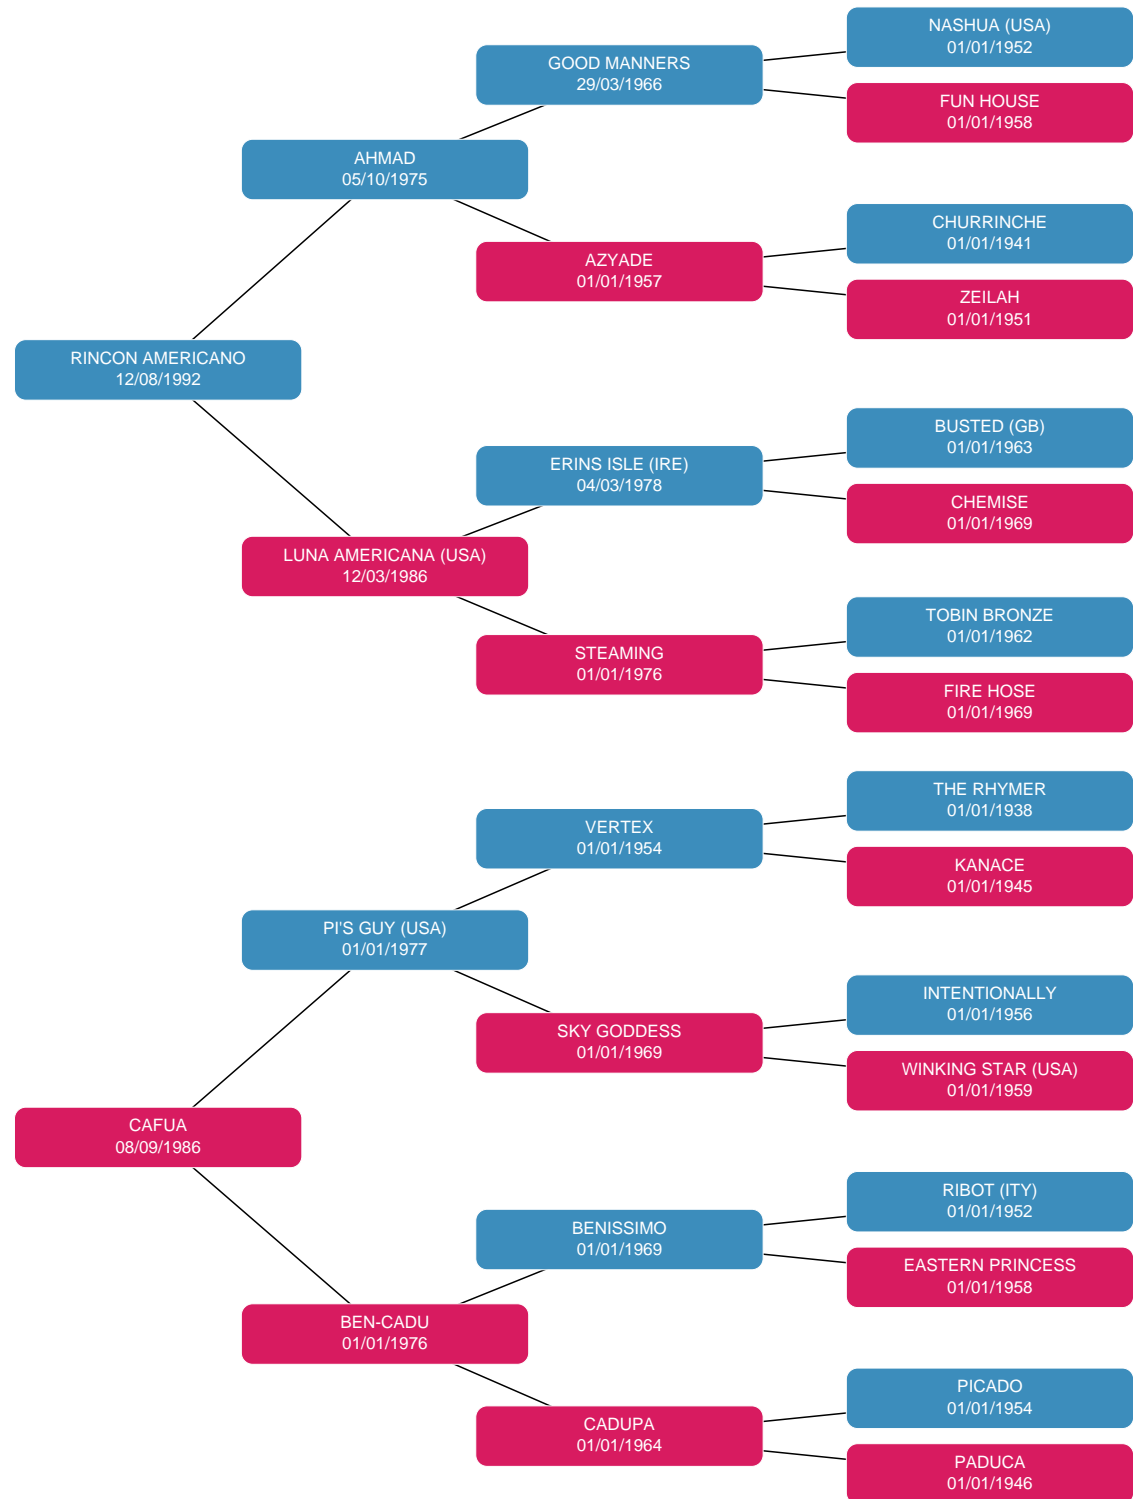 NASHUA (USA)
01/01/1952
GOOD MANNERS
29/03/1966
FUN HOUSE
01/01/1958
AHMAD
05/10/1975
CHURRINCHE
01/01/1941
AZYADE
01/01/1957
ZEILAH
01/01/1951
RINCON AMERICANO
12/08/1992
BUSTED (GB)
01/01/1963
ERINS ISLE (IRE)
04/03/1978
CHEMISE
01/01/1969
LUNA AMERICANA (USA)
12/03/1986
TOBIN BRONZE
01/01/1962
STEAMING
01/01/1976
FIRE HOSE
01/01/1969
THE RHYMER
01/01/1938
VERTEX
01/01/1954
KANACE
01/01/1945
PI'S GUY (USA)
01/01/1977
INTENTIONALLY
01/01/1956
SKY GODDESS
01/01/1969
WINKING STAR (USA)
01/01/1959
CAFUA
08/09/1986
RIBOT (ITY)
01/01/1952
BENISSIMO
01/01/1969
EASTERN PRINCESS
01/01/1958
BEN-CADU
01/01/1976
PICADO
01/01/1954
CADUPA
01/01/1964
PADUCA
01/01/1946